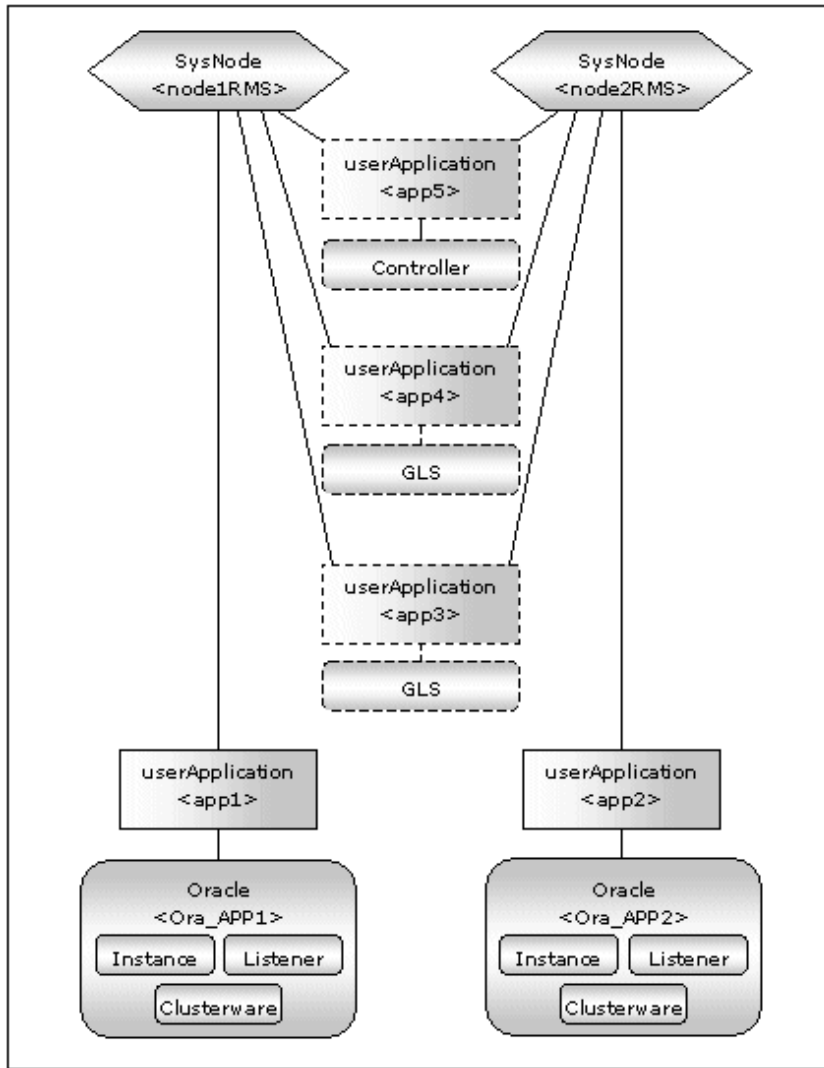 SysNode
<node1RMS>
SysNode
<node2RMS>
userApplication
<app5>
Controller
userApplication
<app4>
GLS
userApplication
<app3>
GLS
userApplication
<app1>
userApplication
<app2>
Oracle
<Ora_APP1>
Instance
Listener
Clusterware
Oracle
<Ora_APP2>
Instance
Listener
Clusterware